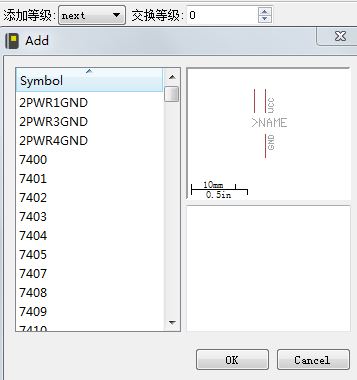 添加等级: next 交换等级: 0
Add
Symbol
2PWR1GND
2PWR3GND
2PWR4GND
7400
7401
7402
7403
7404
7405
7407
7408
7409
7410
VCC
>NAME
GND
10mm
0.5in
OK Cancel